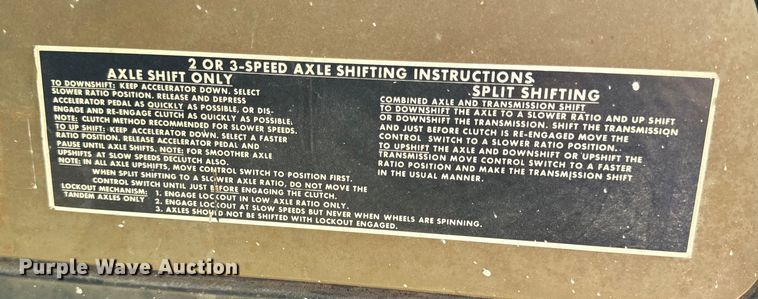 2 OR 3-SPEED AXLE SHIFTING INSTRUCTIONS
AXLE SHIFT ONLY
TO DOWNSHIFT: KEEP ACCELERATOR DOWN. SELECT
SLOWER RATIO POSITION. RELEASE AND DEPRESS
ACCELERATOR PEDAL AS QUICKLY AS POSSIBLE, OR DIS-
ENGAGE AND RE-ENGAGE CLUTCH AS QUICKLY AS POSSIBLE.
NOTE: CLUTCH METHOD RECOMMENDED FOR SLOWER SPEEDS.
TO UP SHIFT: KEEP ACCELERATOR DOWN. SELECT A FASTER
RATIO POSITION. RELEASE ACCELERATOR PEDAL AND
PAUSE UNTIL AXLE SHIFTS. NOTE: FOR SMOOTHER AXLE
UPSHIFTS AT SLOW SPEEDS DECLUTCH ALSO.
NOTE: IN ALL AXLE UPSHIFTS, MOVE CONTROL SWITCH TO POSITION FIRST.
WHEN SPLIT SHIFTING TO A SLOWER AXLE RATIO, DO NOT MOVE THE
CONTROL SWITCH UNTIL JUST BEFORE ENGAGING THE CLUTCH.
LOCKOUT MECHANISM: 1. ENGAGE LOCKOUT IN LOW AXLE RATIO ONLY.
TANDEM AXLES ONLY 2. ENGAGE LOCKOUT AT SLOW SPEEDS BUT NEVER WHEN WHEELS ARE SPINNING.
3. AXLES SHOULD NOT BE SHIFTED WITH LOCKOUT ENGAGED.
SPLIT SHIFTING
COMBINED AXLE AND TRANSMISSION SHIFT
TO DOWNSHIFT THE AXLE TO A SLOWER RATIO AND UP SHIFT
OR DOWNSHIFT THE TRANSMISSION. SHIFT THE TRANSMISSION
AND JUST BEFORE CLUTCH IS RE-ENGAGED MOVE THE
CONTROL SWITCH TO A SLOWER RATIO POSITION.
TO UPSHIFT THE AXLE AND DOWNSHIFT OR UPSHIFT THE
TRANSMISSION MOVE CONTROL SWITCH TO A FASTER
RATIO POSITION AND MAKE THE TRANSMISSION SHIFT
IN THE USUAL MANNER.
Purple Wave Auction